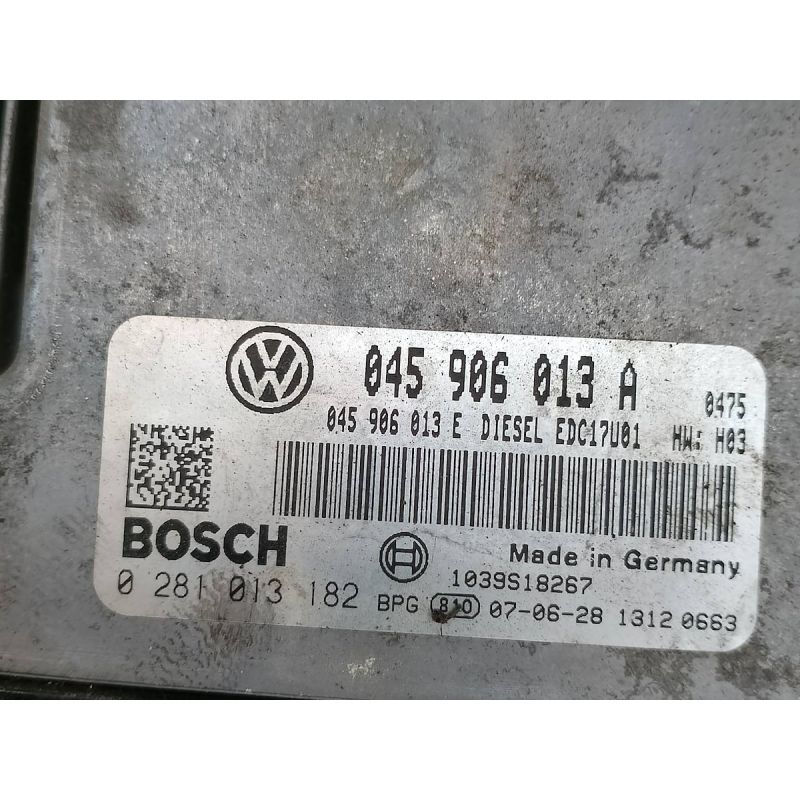 045 906 013 A 0475
045 906 013 E DIESEL EDC17U01 HW: H03
BOSCH
Made in Germany
1039S18267
0 281 013 182 BPG 810 07-06-28 1312 0663